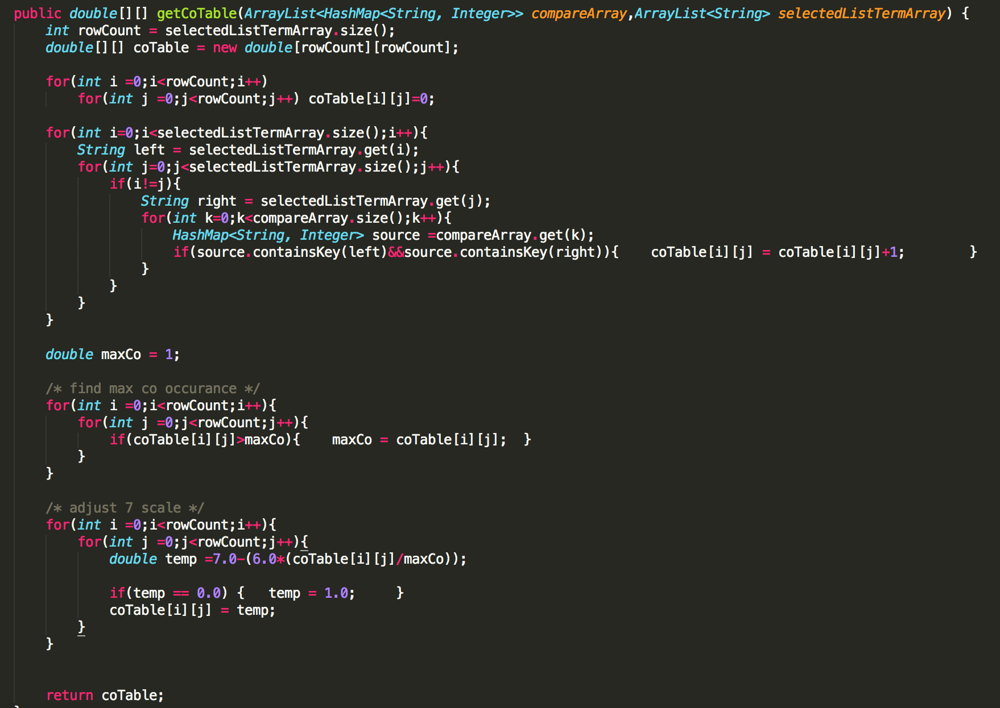 public double[][] getCoTable(ArrayList<HashMap<String, Integer>> compareArray,ArrayList<String> selectedListTermArray) {
    int rowCount = selectedListTermArray.size();
    double[][] coTable = new double[rowCount][rowCount];

    for(int i =0;i<rowCount;i++)
        for(int j =0;j<rowCount;j++) coTable[i][j]=0;

    for(int i=0;i<selectedListTermArray.size();i++){
        String left = selectedListTermArray.get(i);
        for(int j=0;j<selectedListTermArray.size();j++){
            if(i!=j){
                String right = selectedListTermArray.get(j);
                for(int k=0;k<compareArray.size();k++){
                    HashMap<String, Integer> source =compareArray.get(k);
                    if(source.containsKey(left)&&source.containsKey(right)){    coTable[i][j] = coTable[i][j]+1;        }
                }
            }
        }
    }

    double maxCo = 1;

    /* find max co occurance */
    for(int i =0;i<rowCount;i++){
        for(int j =0;j<rowCount;j++){
            if(coTable[i][j]>maxCo){    maxCo = coTable[i][j];  }
        }
    }

    /* adjust 7 scale */
    for(int i =0;i<rowCount;i++){
        for(int j =0;j<rowCount;j++){
            double temp =7.0-(6.0*(coTable[i][j]/maxCo));

            if(temp == 0.0) {   temp = 1.0;     }
            coTable[i][j] = temp;
        }
    }


    return coTable;
}